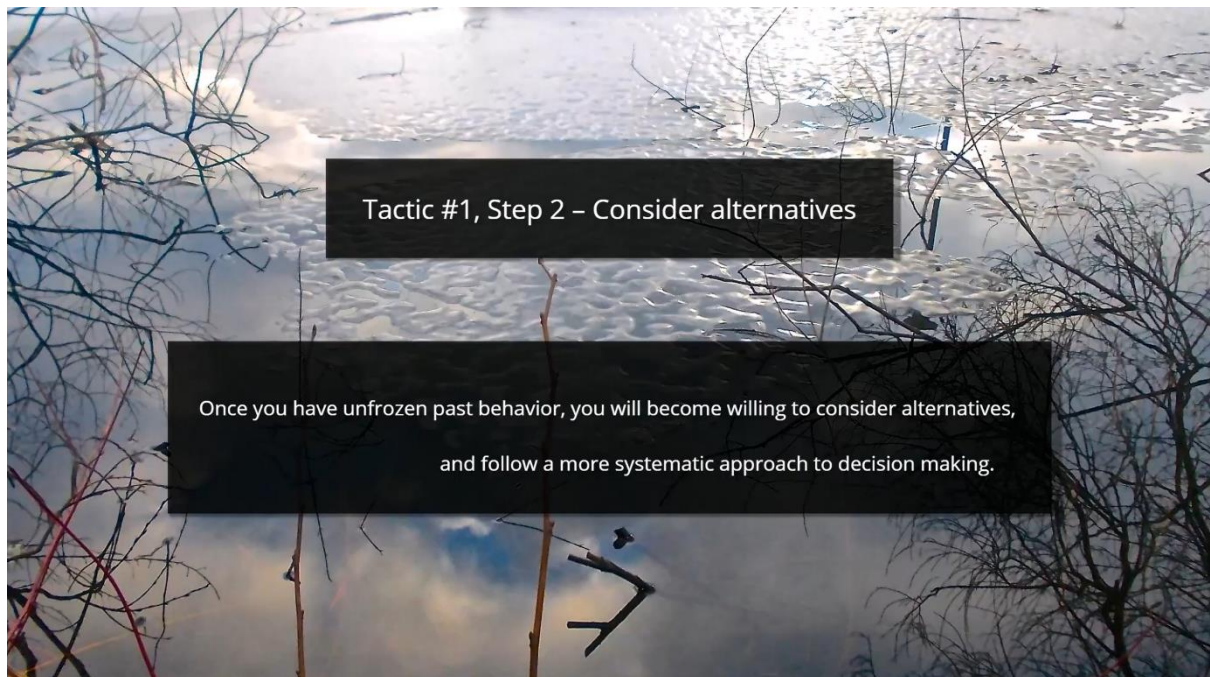 Tactic #1, Step 2 – Consider alternatives
Once you have unfrozen past behavior, you will become willing to consider alternatives,
and follow a more systematic approach to decision making.